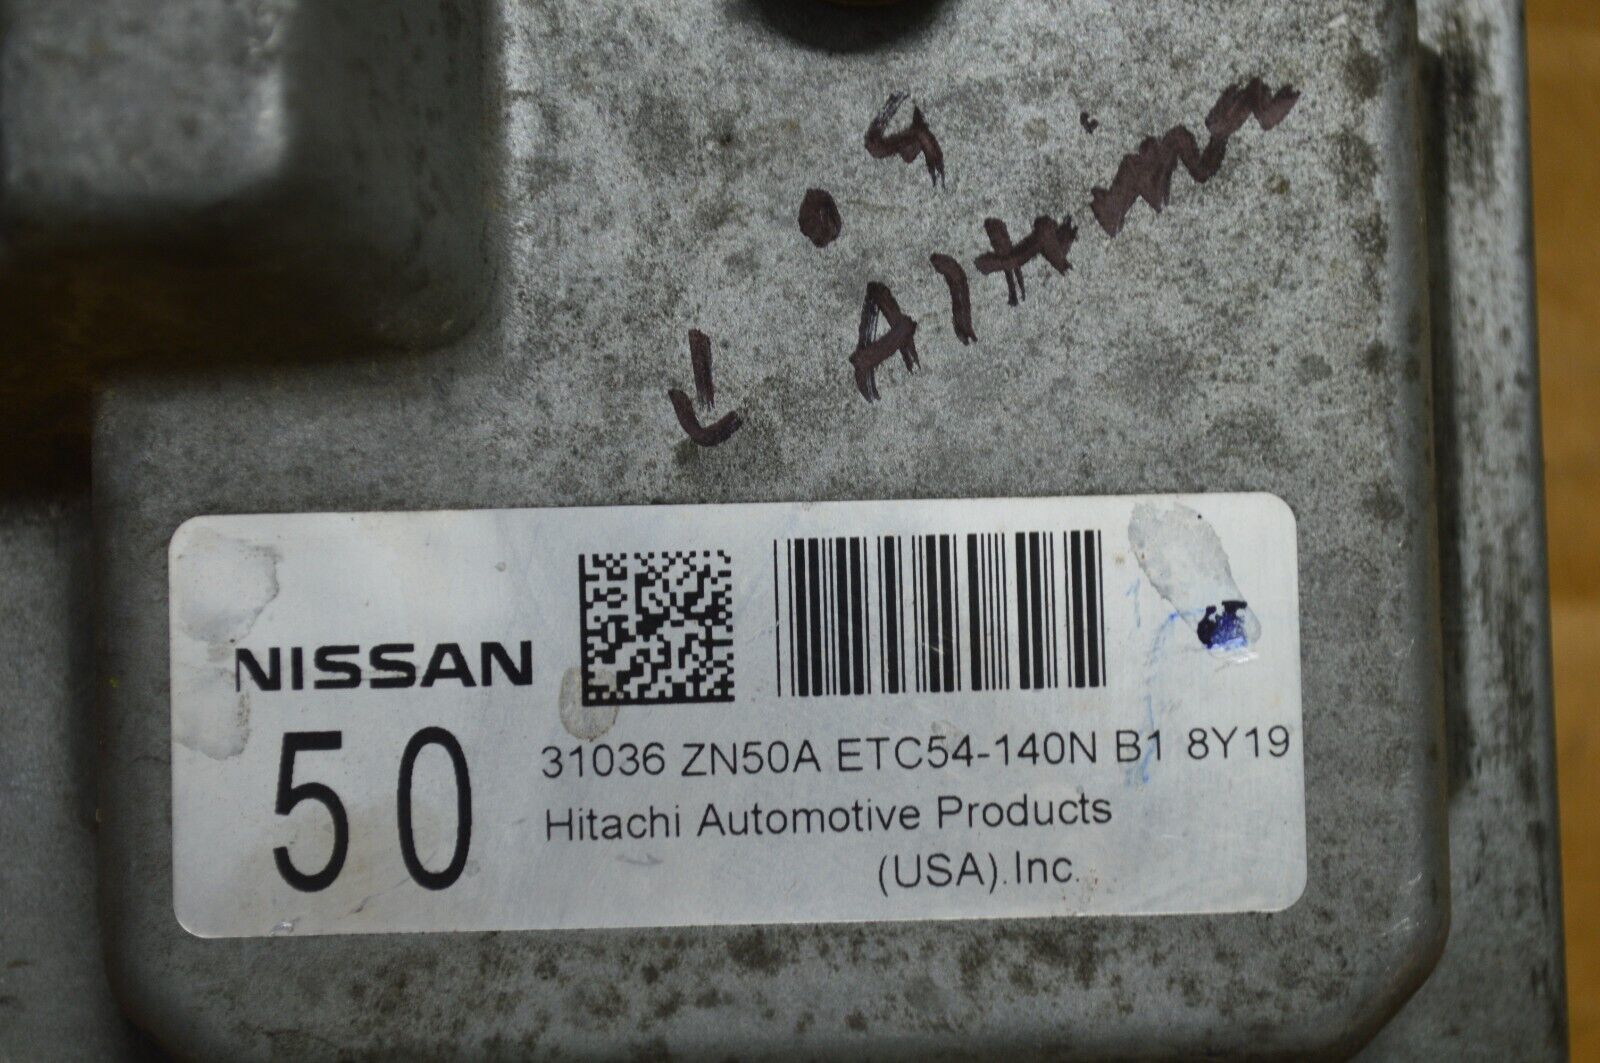 09
Altima
NISSAN
50
31036 ZN50A ETC54-140N B1 8Y19
Hitachi Automotive Products
(USA).Inc.